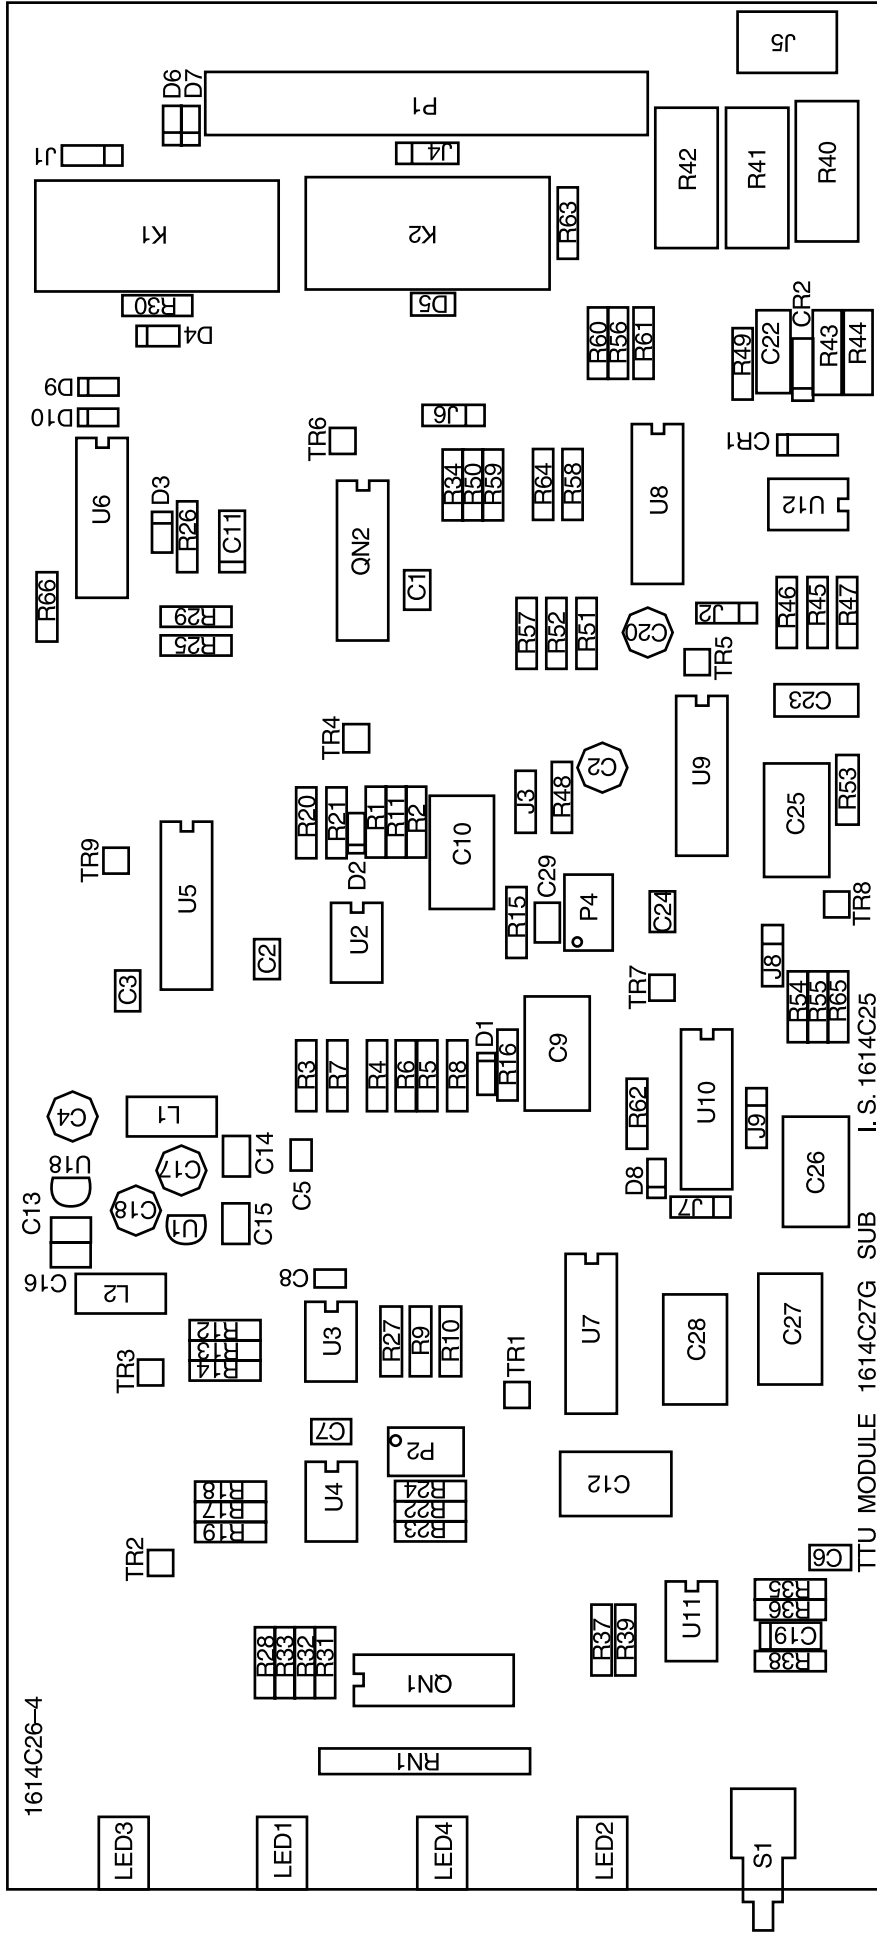 J5
D6
D7
P1
J1
J4
R42
R41
R40
K1
K2
R63
R30
D5
D4
CR2
R60
R56
R61
R49
C22
R43
R44
D9
D10
J6
TR6
CR1
U6
D3
R26
C11
QN2
R34
R50
R59
R64
R58
U8
U12
R66
C1
R29
R25
R57
R52
R51
C20
J2
R46
R45
R47
TR5
C23
TR4
C2
U9
J3
R48
C25
R53
R20
R21
R1
R11
R2
D2
C10
TR9
U5
U2
C29
R15
P4
C24
TR8
C2
C3
TR7
J8
R54
R55
R65
D1
R16
C9
R3
R7
R4
R6
R5
R8
U10
R62
J9
I. S. 1614C25
C4
L1
U18
C17
C14
C5
D8
J7
C26
C13
C18
U1
C15
C16
L2
C8
SUB
R12
R13
R14
U3
R27
R9
R10
TR1
U7
C28
C27
1614C27G
TR3
C7
P2
R18
R17
R19
U4
R24
R22
R23
C12
TTU MODULE
TR2
C6
R35
R36
C19
R38
U11
R37
R39
R28
R33
R32
R31
QN1
1614C26–4
RN1
LED3
LED1
LED4
LED2
S1